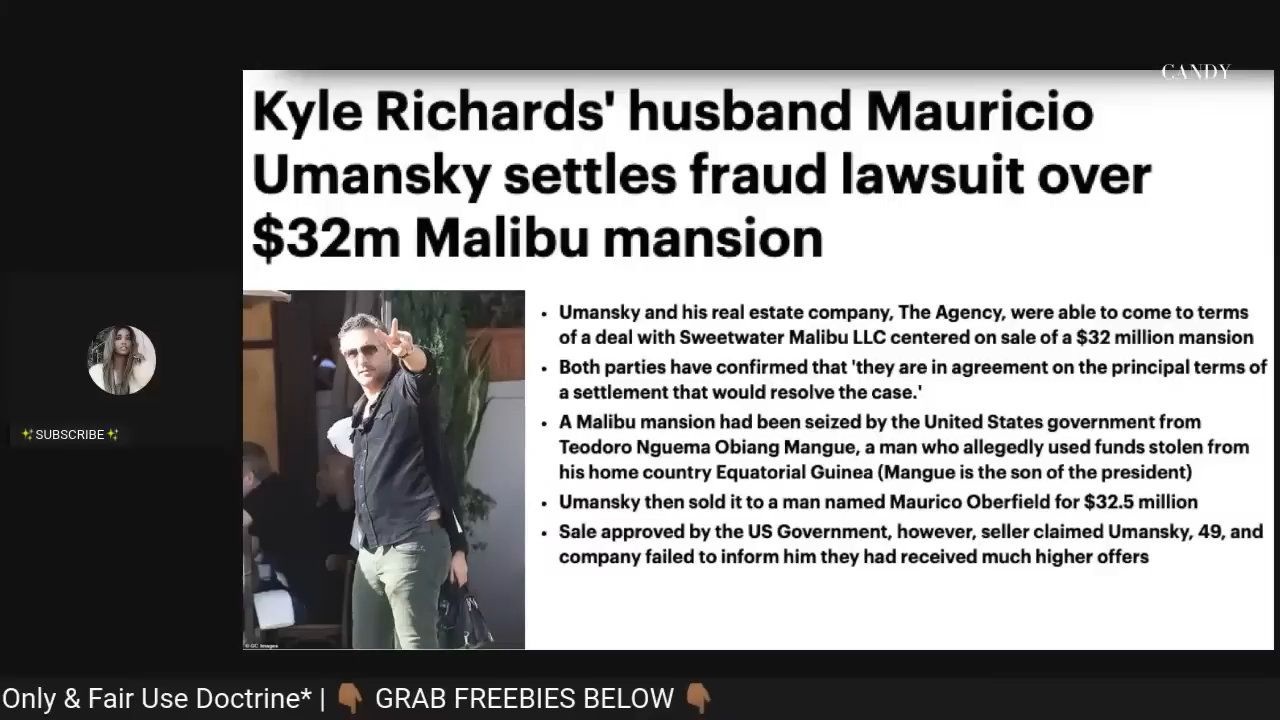 CANDY
Kyle Richards' husband Mauricio
Umansky settles fraud lawsuit over
$32m Malibu mansion
• Umansky and his real estate company, The Agency, were able to come to terms
of a deal with Sweetwater Malibu LLC centered on sale of a $32 million mansion
• Both parties have confirmed that 'they are in agreement on the principal terms of
a settlement that would resolve the case.'
• A Malibu mansion had been seized by the United States government from
Teodoro Nguema Obiang Mangue, a man who allegedly used funds stolen from
his home country Equatorial Guinea (Mangue is the son of the president)
• Umansky then sold it to a man named Maurico Oberfield for $32.5 million
• Sale approved by the US Government, however, seller claimed Umansky, 49, and
company failed to inform him they had received much higher offers
© GC Images
✨SUBSCRIBE✨
Only & Fair Use Doctrine* | 👇🏾 GRAB FREEBIES BELOW 👇🏾